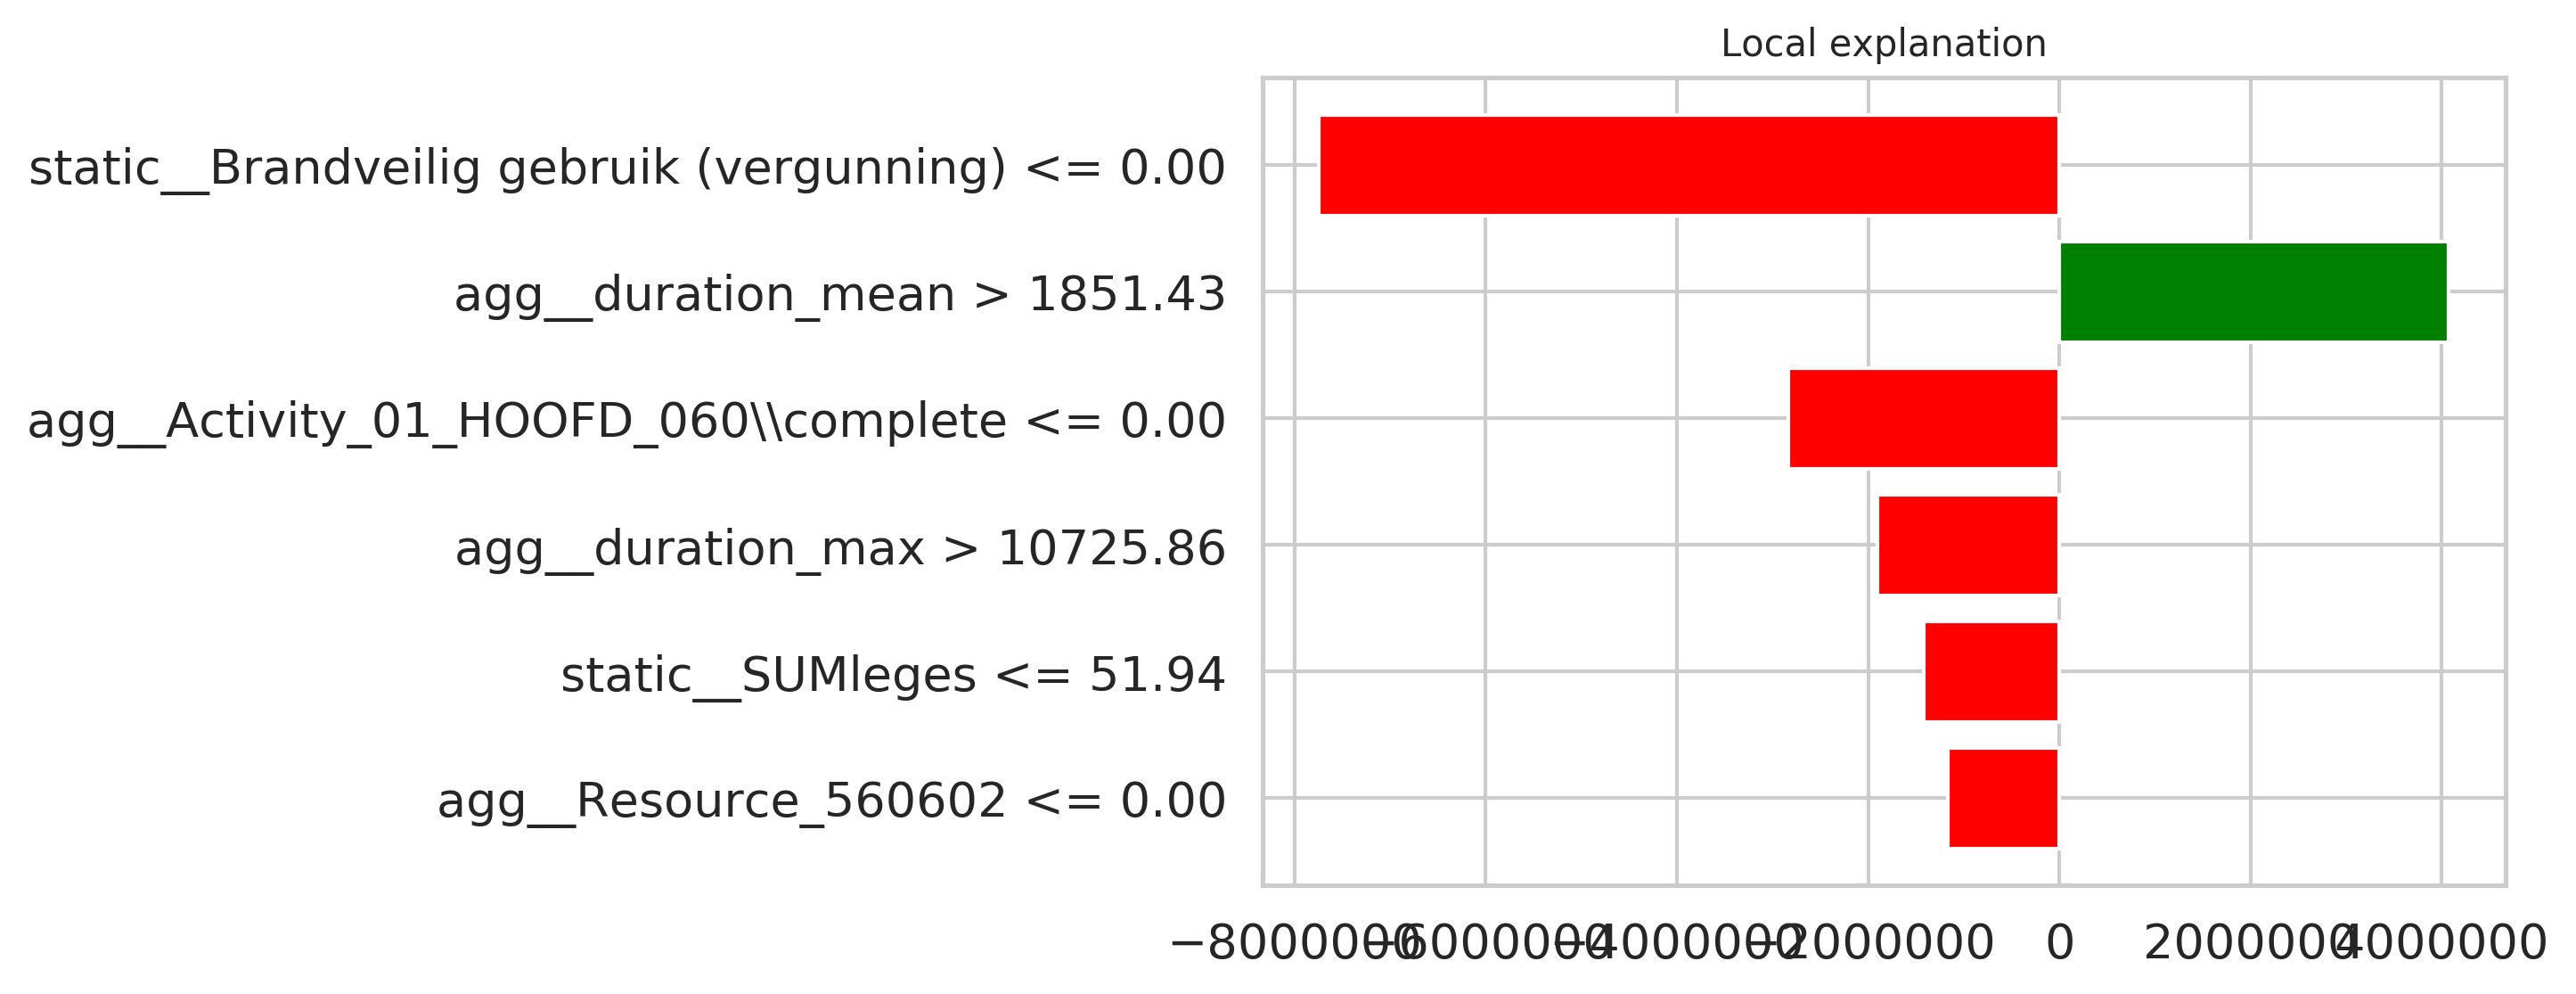 Local explanation
static__Brandveilig gebruik (vergunning) <= 0.00
agg__duration_mean > 1851.43
agg__Activity_01_HOOFD_060\\complete <= 0.00
agg__duration_max > 10725.86
static__SUMleges <= 51.94
agg__Resource_560602 <= 0.00
−8000000 −6000000 −4000000 −2000000 0 2000000 4000000